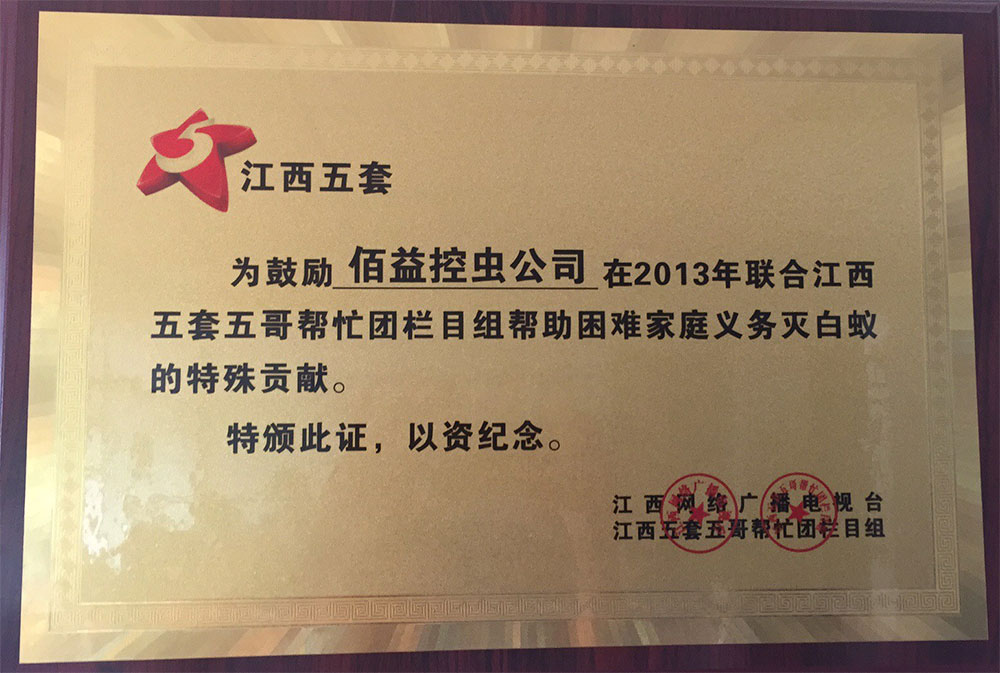 5
江西五套
为鼓励 佰益控虫公司 在2013年联合江西
五套五哥帮忙团栏目组帮助困难家庭义务灭白蚁
的特殊贡献。
特颁此证，以资纪念。
江西网络广播电视台
江西五套五哥帮忙团栏目组